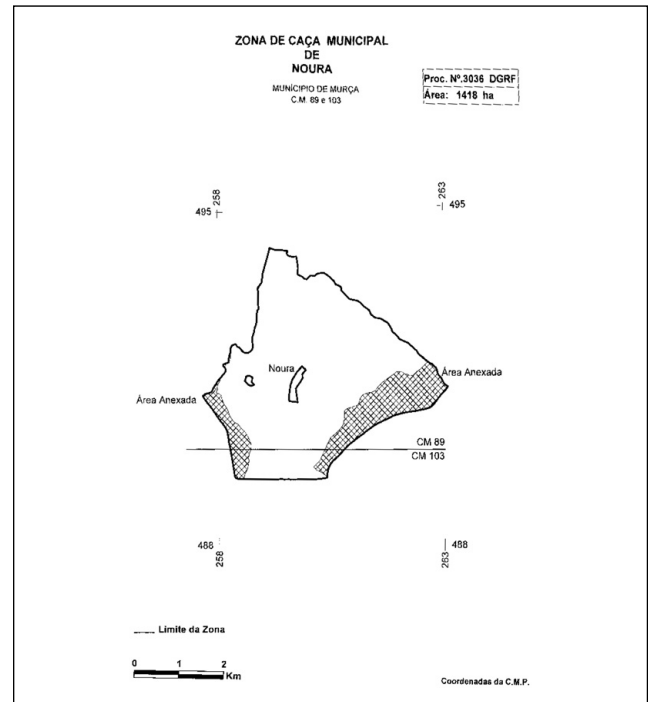 ZONA DE CAÇA MUNICIPAL
DE
NOURA
MUNICIPIO DE MURÇA
C.M. 89 e 103
Proc. Nº.3036 DGRF
Área: 1418 ha
258
263
495
495
Noura
Área Anexada
Área Anexada
CM 89
CM 103
488
488
258
263
Limite da Zona
0 1 2
Km
Coordenadas da C.M.P.